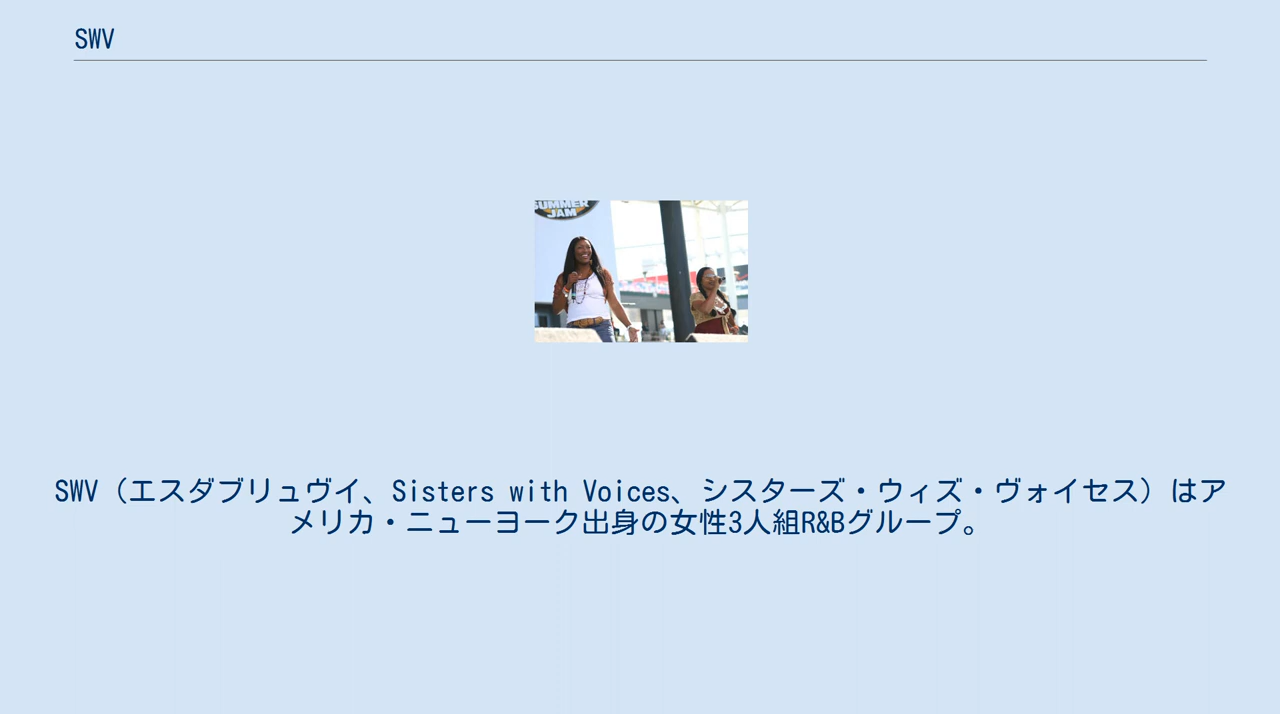 SWV
SUMMER
JAM
SWV（エスダブリュヴィ、Sisters with Voices、シスターズ・ウィズ・ヴォイセス）はア
メリカ・ニューヨーク出身の女性3人組R&Bグループ。